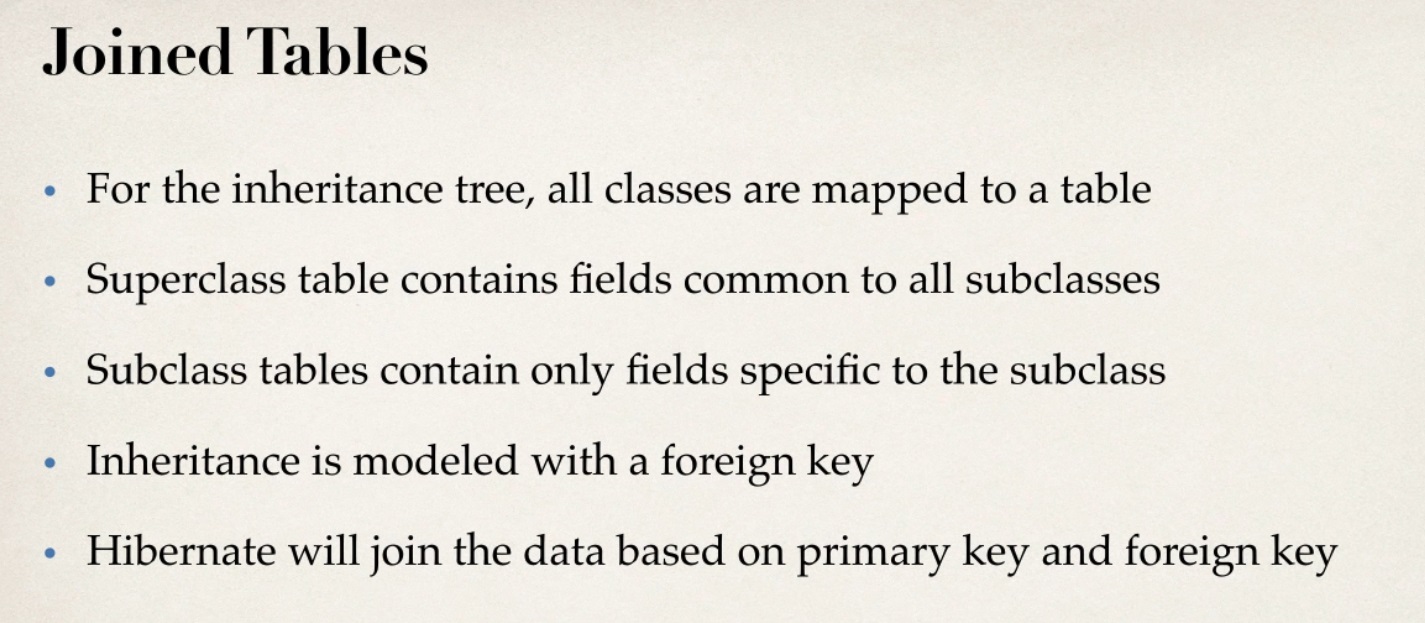 Joined Tables
• For the inheritance tree, all classes are mapped to a table
• Superclass table contains fields common to all subclasses
• Subclass tables contain only fields specific to the subclass
• Inheritance is modeled with a foreign key
• Hibernate will join the data based on primary key and foreign key